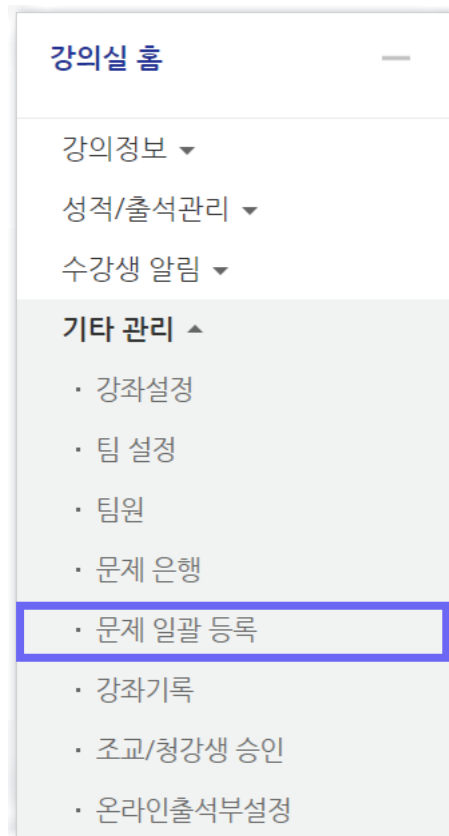 강의실 홈
강의정보
성적/출석관리
수강생 알림
기타 관리
· 강좌설정
· 팀 설정
· 팀원
· 문제 은행
· 문제 일괄 등록
· 강좌기록
· 조교/청강생 승인
· 온라인출석부설정